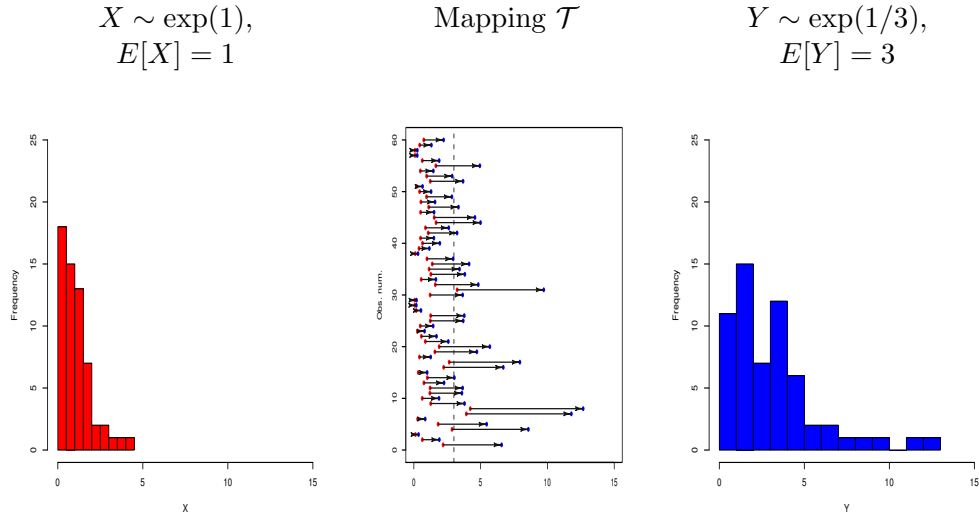 X ∼ exp(1),
E[X] = 1
Mapping 𝒯
Y ∼ exp(1/3),
E[Y] = 3
Frequency
25
20
15
10
5
0
0 5 10 15
X
Obs. num.
60
50
40
30
20
10
0
0 5 10 15
Frequency
25
20
15
10
5
0
0 5 10 15
Y